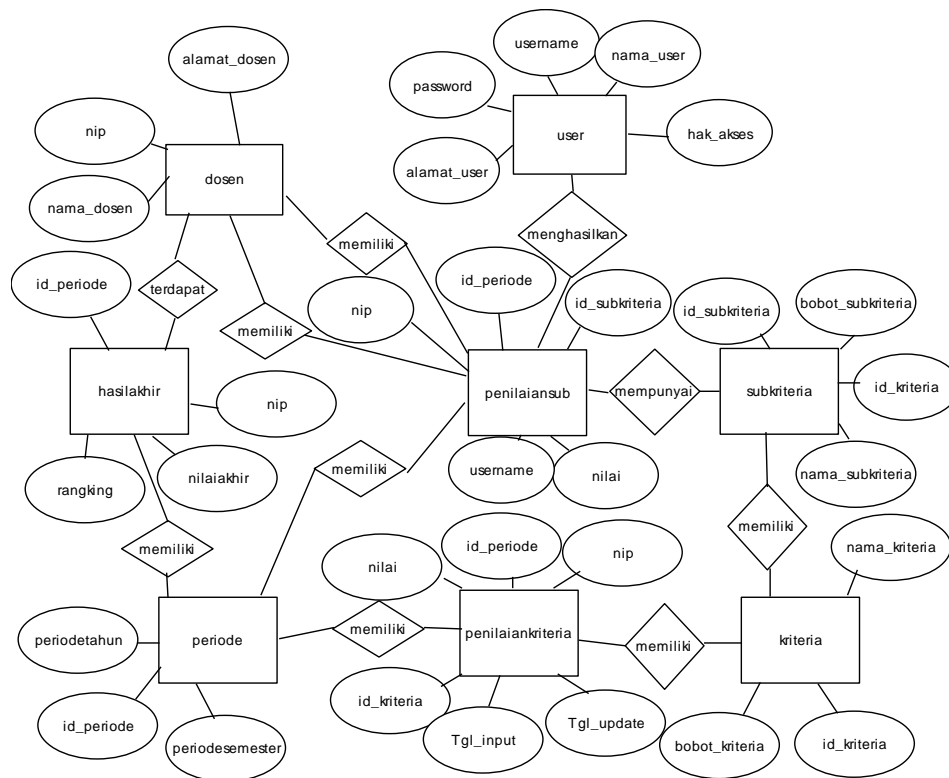 username
nama_user
alamat_dosen
password
user
hak_akses
nip
dosen
alamat_user
nama_dosen
memiliki
menghasilkan
id_periode
terdapat
id_periode
id_subkriteria
nip
memiliki
id_subkriteria
bobot_subkriteria
hasilakhir
penilaiansub
mempunyai
subkriteria
id_kriteria
nip
rangking
nilaiakhir
memiliki
username
nilai
nama_subkriteria
memiliki
memiliki
id_periode
nip
nilai
nama_kriteria
periodetahun
periode
memiliki
penilaiankriteria
memiliki
kriteria
id_kriteria
id_periode
periodesemester
Tgl_input
Tgl_update
bobot_kriteria
id_kriteria